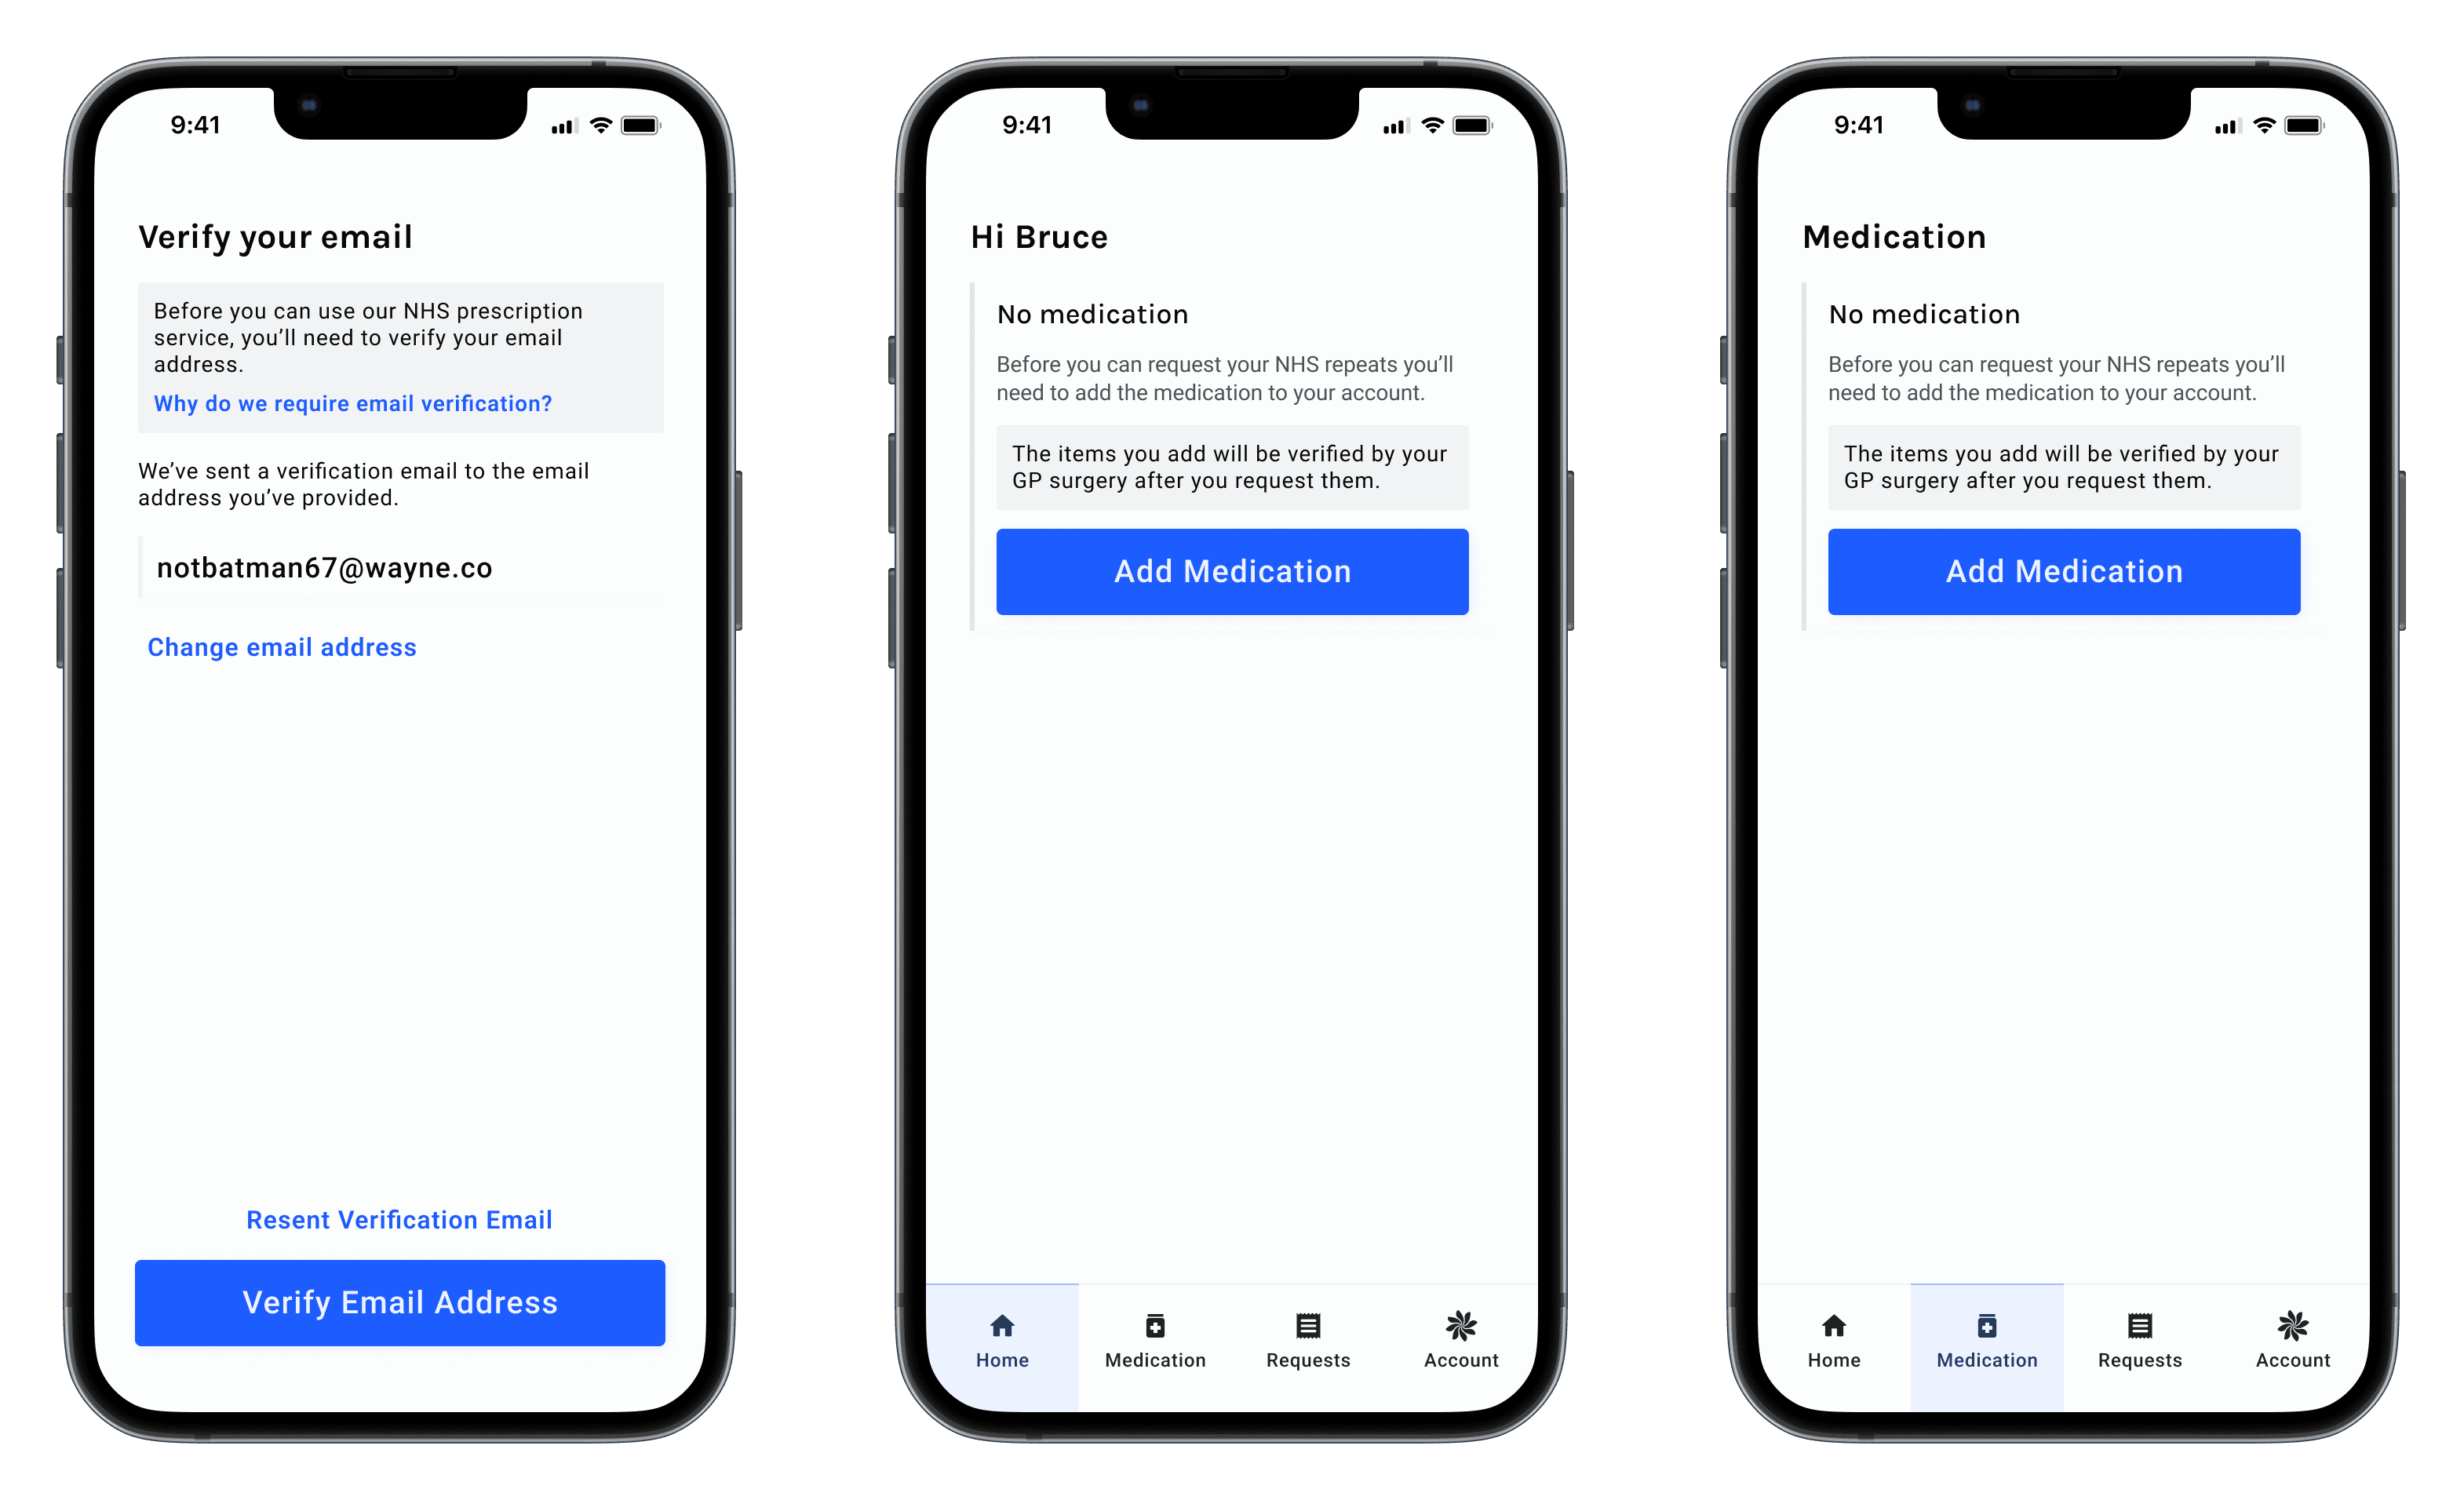 9:41
Verify your email
Before you can use our NHS prescription
service, you’ll need to verify your email
address.
Why do we require email verification?
We’ve sent a verification email to the email
address you’ve provided.
notbatman67@wayne.co
Change email address
Resent Verification Email
Verify Email Address
9:41
Hi Bruce
No medication
Before you can request your NHS repeats you’ll
need to add the medication to your account.
The items you add will be verified by your
GP surgery after you request them.
Add Medication
Home
Medication
Requests
Account
9:41
Medication
No medication
Before you can request your NHS repeats you’ll
need to add the medication to your account.
The items you add will be verified by your
GP surgery after you request them.
Add Medication
Home
Medication
Requests
Account